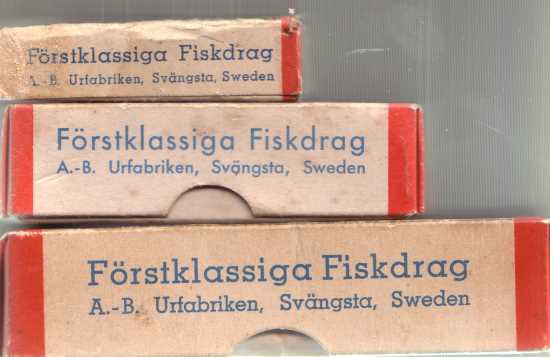 Förstklassiga Fiskdrag
A.-B. Urfabriken, Svängsta, Sweden
Förstklassiga Fiskdrag
A.-B. Urfabriken, Svängsta, Sweden
Förstklassiga Fiskdrag
A.-B. Urfabriken, Svängsta, Sweden